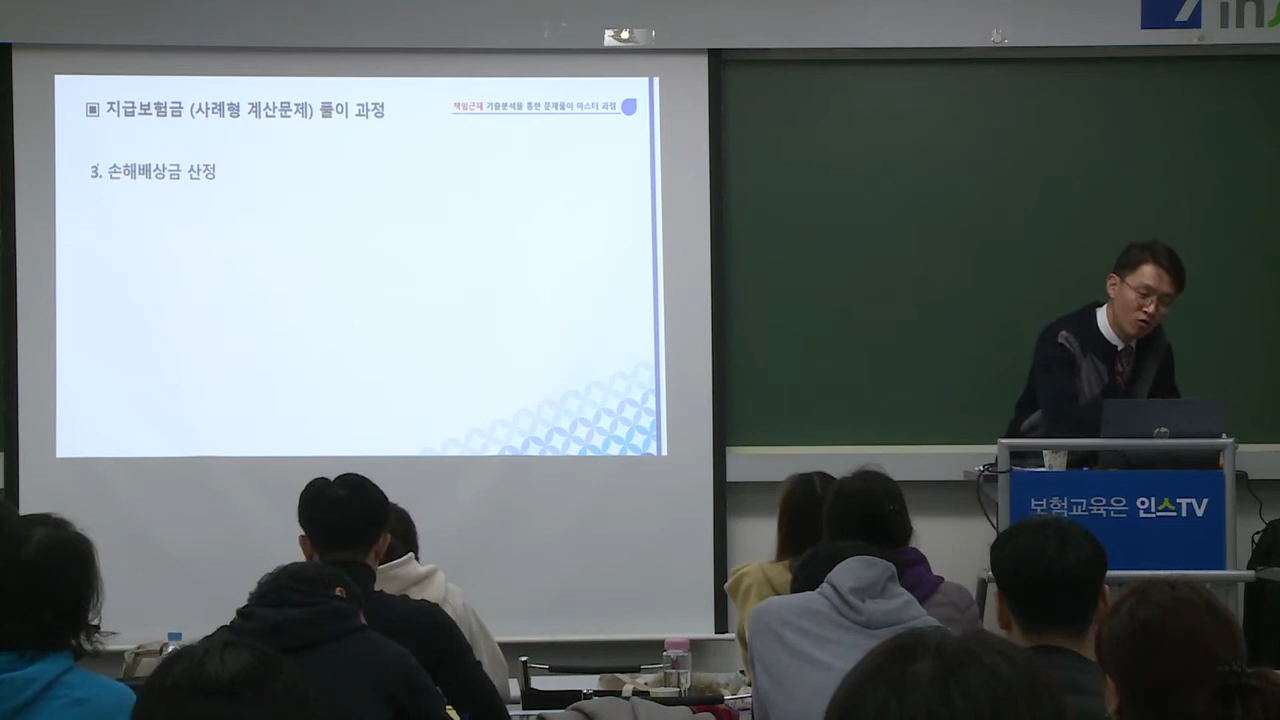 ▣ 지급보험금 (사례형 계산문제) 풀이 과정
책임근재 기출분석을 통한 문제풀이 마스터 과정
3. 손해배상금 산정
보험교육은 인스TV